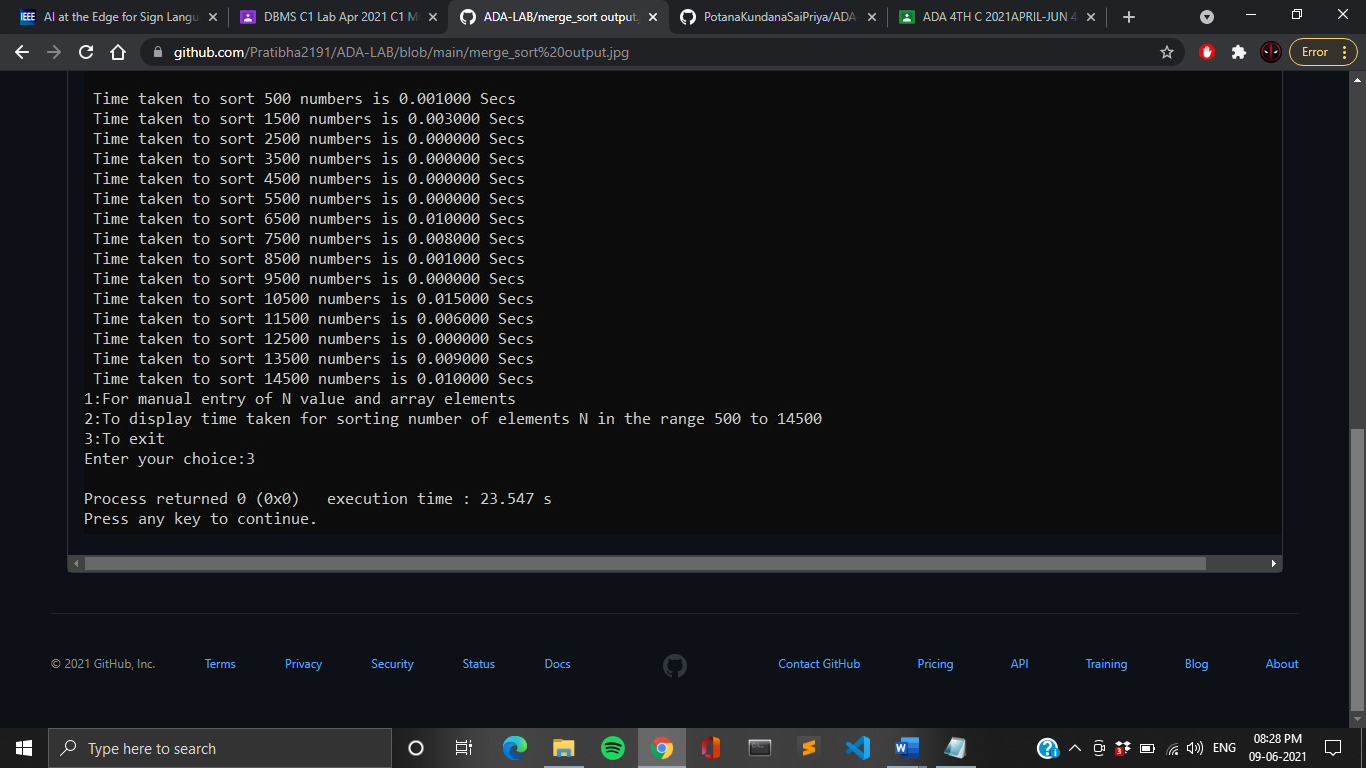 AI at the Edge for Sign Langu
DBMS C1 Lab Apr 2021 C1 M
ADA-LAB/merge_sort output.
PotanaKundanaSaiPriya/ADA-
ADA 4TH C 2021APRIL-JUN 4
github.com/Pratibha2191/ADA-LAB/blob/main/merge_sort%20output.jpg
Error
Time taken to sort 500 numbers is 0.001000 Secs
Time taken to sort 1500 numbers is 0.003000 Secs
Time taken to sort 2500 numbers is 0.000000 Secs
Time taken to sort 3500 numbers is 0.000000 Secs
Time taken to sort 4500 numbers is 0.000000 Secs
Time taken to sort 5500 numbers is 0.000000 Secs
Time taken to sort 6500 numbers is 0.010000 Secs
Time taken to sort 7500 numbers is 0.008000 Secs
Time taken to sort 8500 numbers is 0.001000 Secs
Time taken to sort 9500 numbers is 0.000000 Secs
Time taken to sort 10500 numbers is 0.015000 Secs
Time taken to sort 11500 numbers is 0.006000 Secs
Time taken to sort 12500 numbers is 0.000000 Secs
Time taken to sort 13500 numbers is 0.009000 Secs
Time taken to sort 14500 numbers is 0.010000 Secs
1:For manual entry of N value and array elements
2:To display time taken for sorting number of elements N in the range 500 to 14500
3:To exit
Enter your choice:3
Process returned 0 (0x0)   execution time : 23.547 s
Press any key to continue.
© 2021 GitHub, Inc. Terms Privacy Security Status Docs Contact GitHub Pricing API Training Blog About
Type here to search
ENG
08:28 PM
09-06-2021